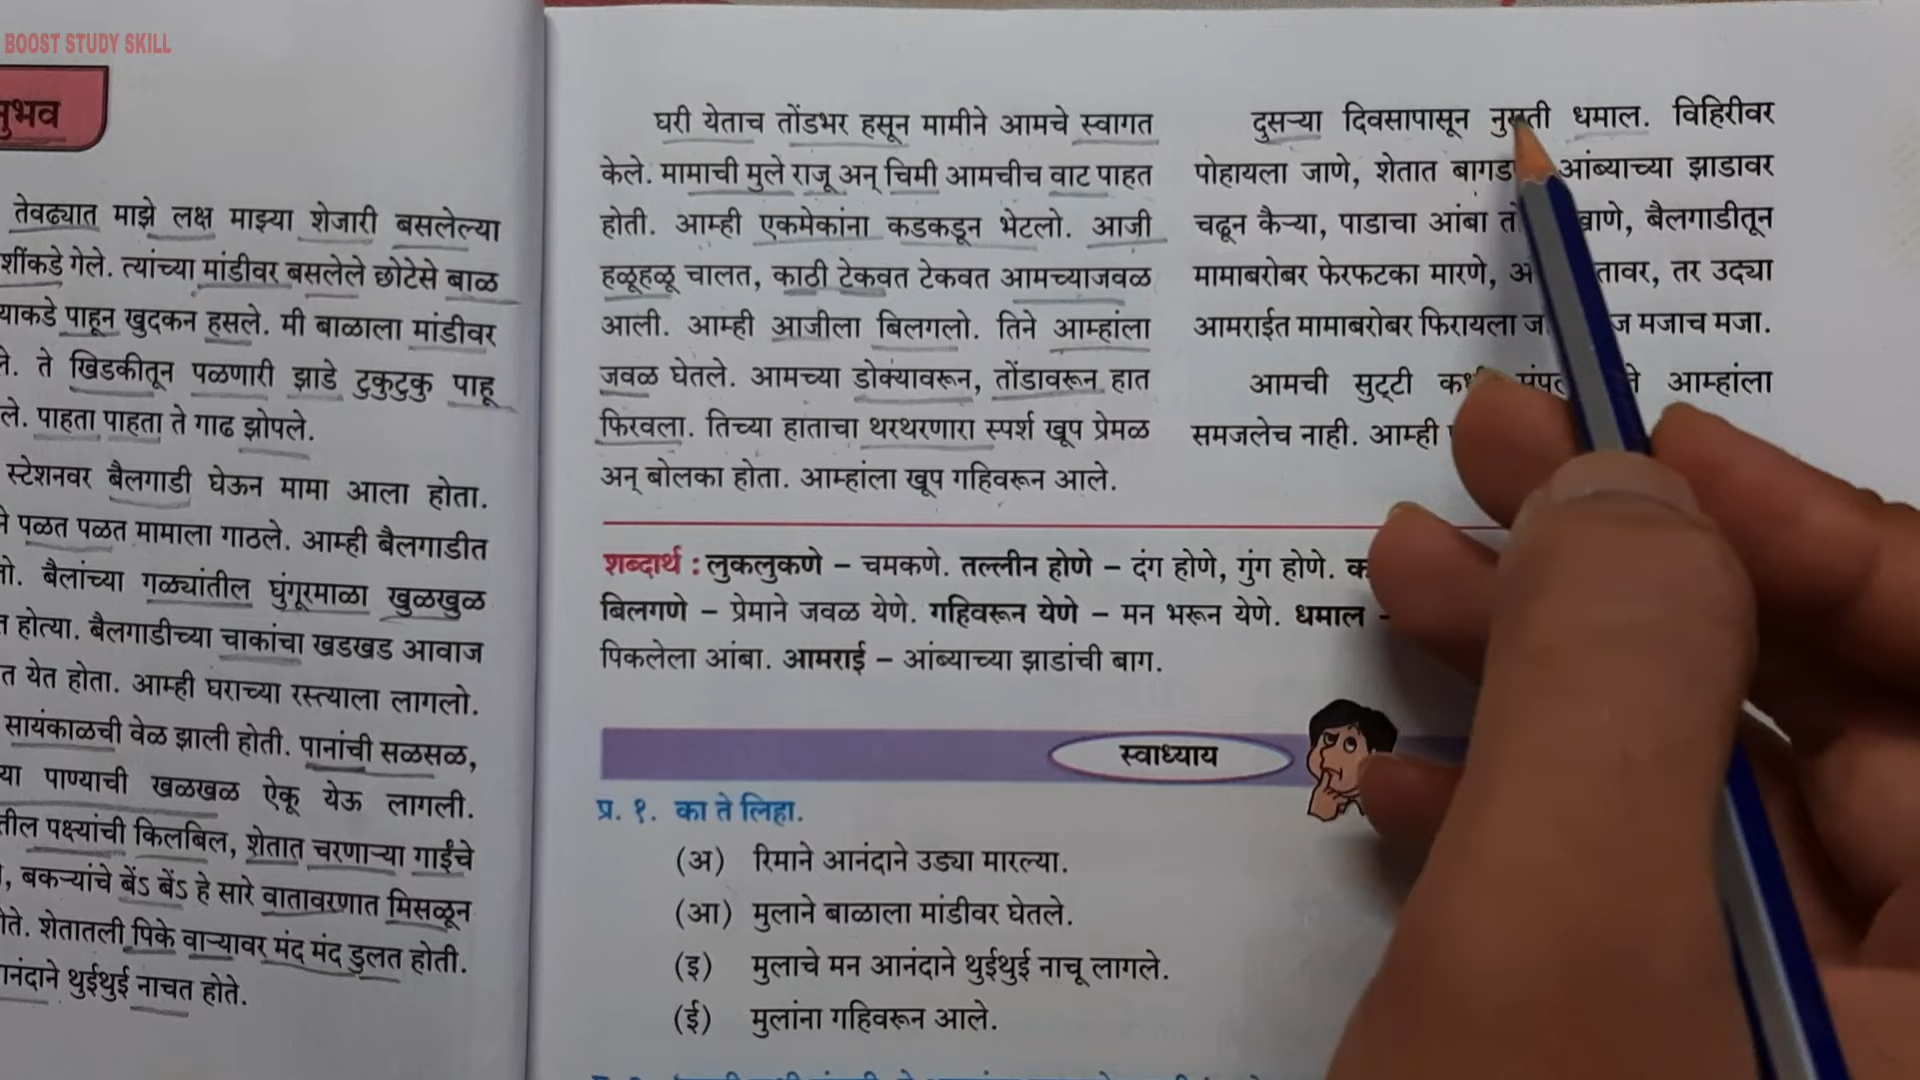 BOOST STUDY SKILL
तेवढ्यात माझे लक्ष माझ्या शेजारी बसलेल्या
गेले. त्यांच्या मांडीवर बसलेले छोटेसे बाळ
पाहून खुदकन हसले. मी बाळाला मांडीवर
ते खिडकीतून पळणारी झाडे टुकुटुकु पाहू
पाहता पाहता ते गाढ झोपले.
स्टेशनवर बैलगाडी घेऊन मामा आला होता.
पळत पळत मामाला गाठले. आम्ही बैलगाडीत
बैलांच्या गळ्यांतील घुंगूरमाळा खुळखुळ
होत्या. बैलगाडीच्या चाकांचा खडखड आवाज
येत होता. आम्ही घराच्या रस्त्याला लागलो.
सायंकाळची वेळ झाली होती. पानांची सळसळ,
पाण्याची खळखळ ऐकू येऊ लागली.
पक्ष्यांची किलबिल, शेतात चरणाऱ्या गाईंचे
बकऱ्यांचे बेंऽ बेंऽ हे सारे वातावरणात मिसळून
शेतातली पिके वाऱ्यावर मंद मंद डुलत होती.
थुईथुई नाचत होते.
घरी येताच तोंडभर हसून मामीने आमचे स्वागत
केले. मामाची मुले राजू अन् चिमी आमचीच वाट पाहत
होती. आम्ही एकमेकांना कडकडून भेटलो. आजी
हळूहळू चालत, काठी टेकवत टेकवत आमच्याजवळ
आली. आम्ही आजीला बिलगलो. तिने आम्हांला
जवळ घेतले. आमच्या डोक्यावरून, तोंडावरून हात
फिरवला. तिच्या हाताचा थरथरणारा स्पर्श खूप प्रेमळ
अन् बोलका होता. आम्हांला खूप गहिवरून आले.
दुसऱ्या दिवसापासून नुसती धमाल. विहिरीवर
पोहायला जाणे, शेतात आंब्याच्या झाडावर
चढून कैऱ्या, पाडाचा आंबा बैलगाडीतून
मामाबरोबर फेरफटका मारणे, तर उद्या
आमराईत मामाबरोबर फिरायला मजाच मजा.
आमची सुट्टी आम्हांला
समजलेच नाही. आम्ही
शब्दार्थ : लुकलुकणे – चमकणे. तल्लीन होणे – दंग होणे, गुंग होणे.
बिलगणे – प्रेमाने जवळ येणे. गहिवरून येणे – मन भरून येणे. धमाल –
पिकलेला आंबा. आमराई – आंब्याच्या झाडांची बाग.
स्वाध्याय
प्र. १. का ते लिहा.
(अ) रिमाने आनंदाने उड्या मारल्या.
(आ) मुलाने बाळाला मांडीवर घेतले.
(इ) मुलाचे मन आनंदाने थुईथुई नाचू लागले.
(ई) मुलांना गहिवरून आले.